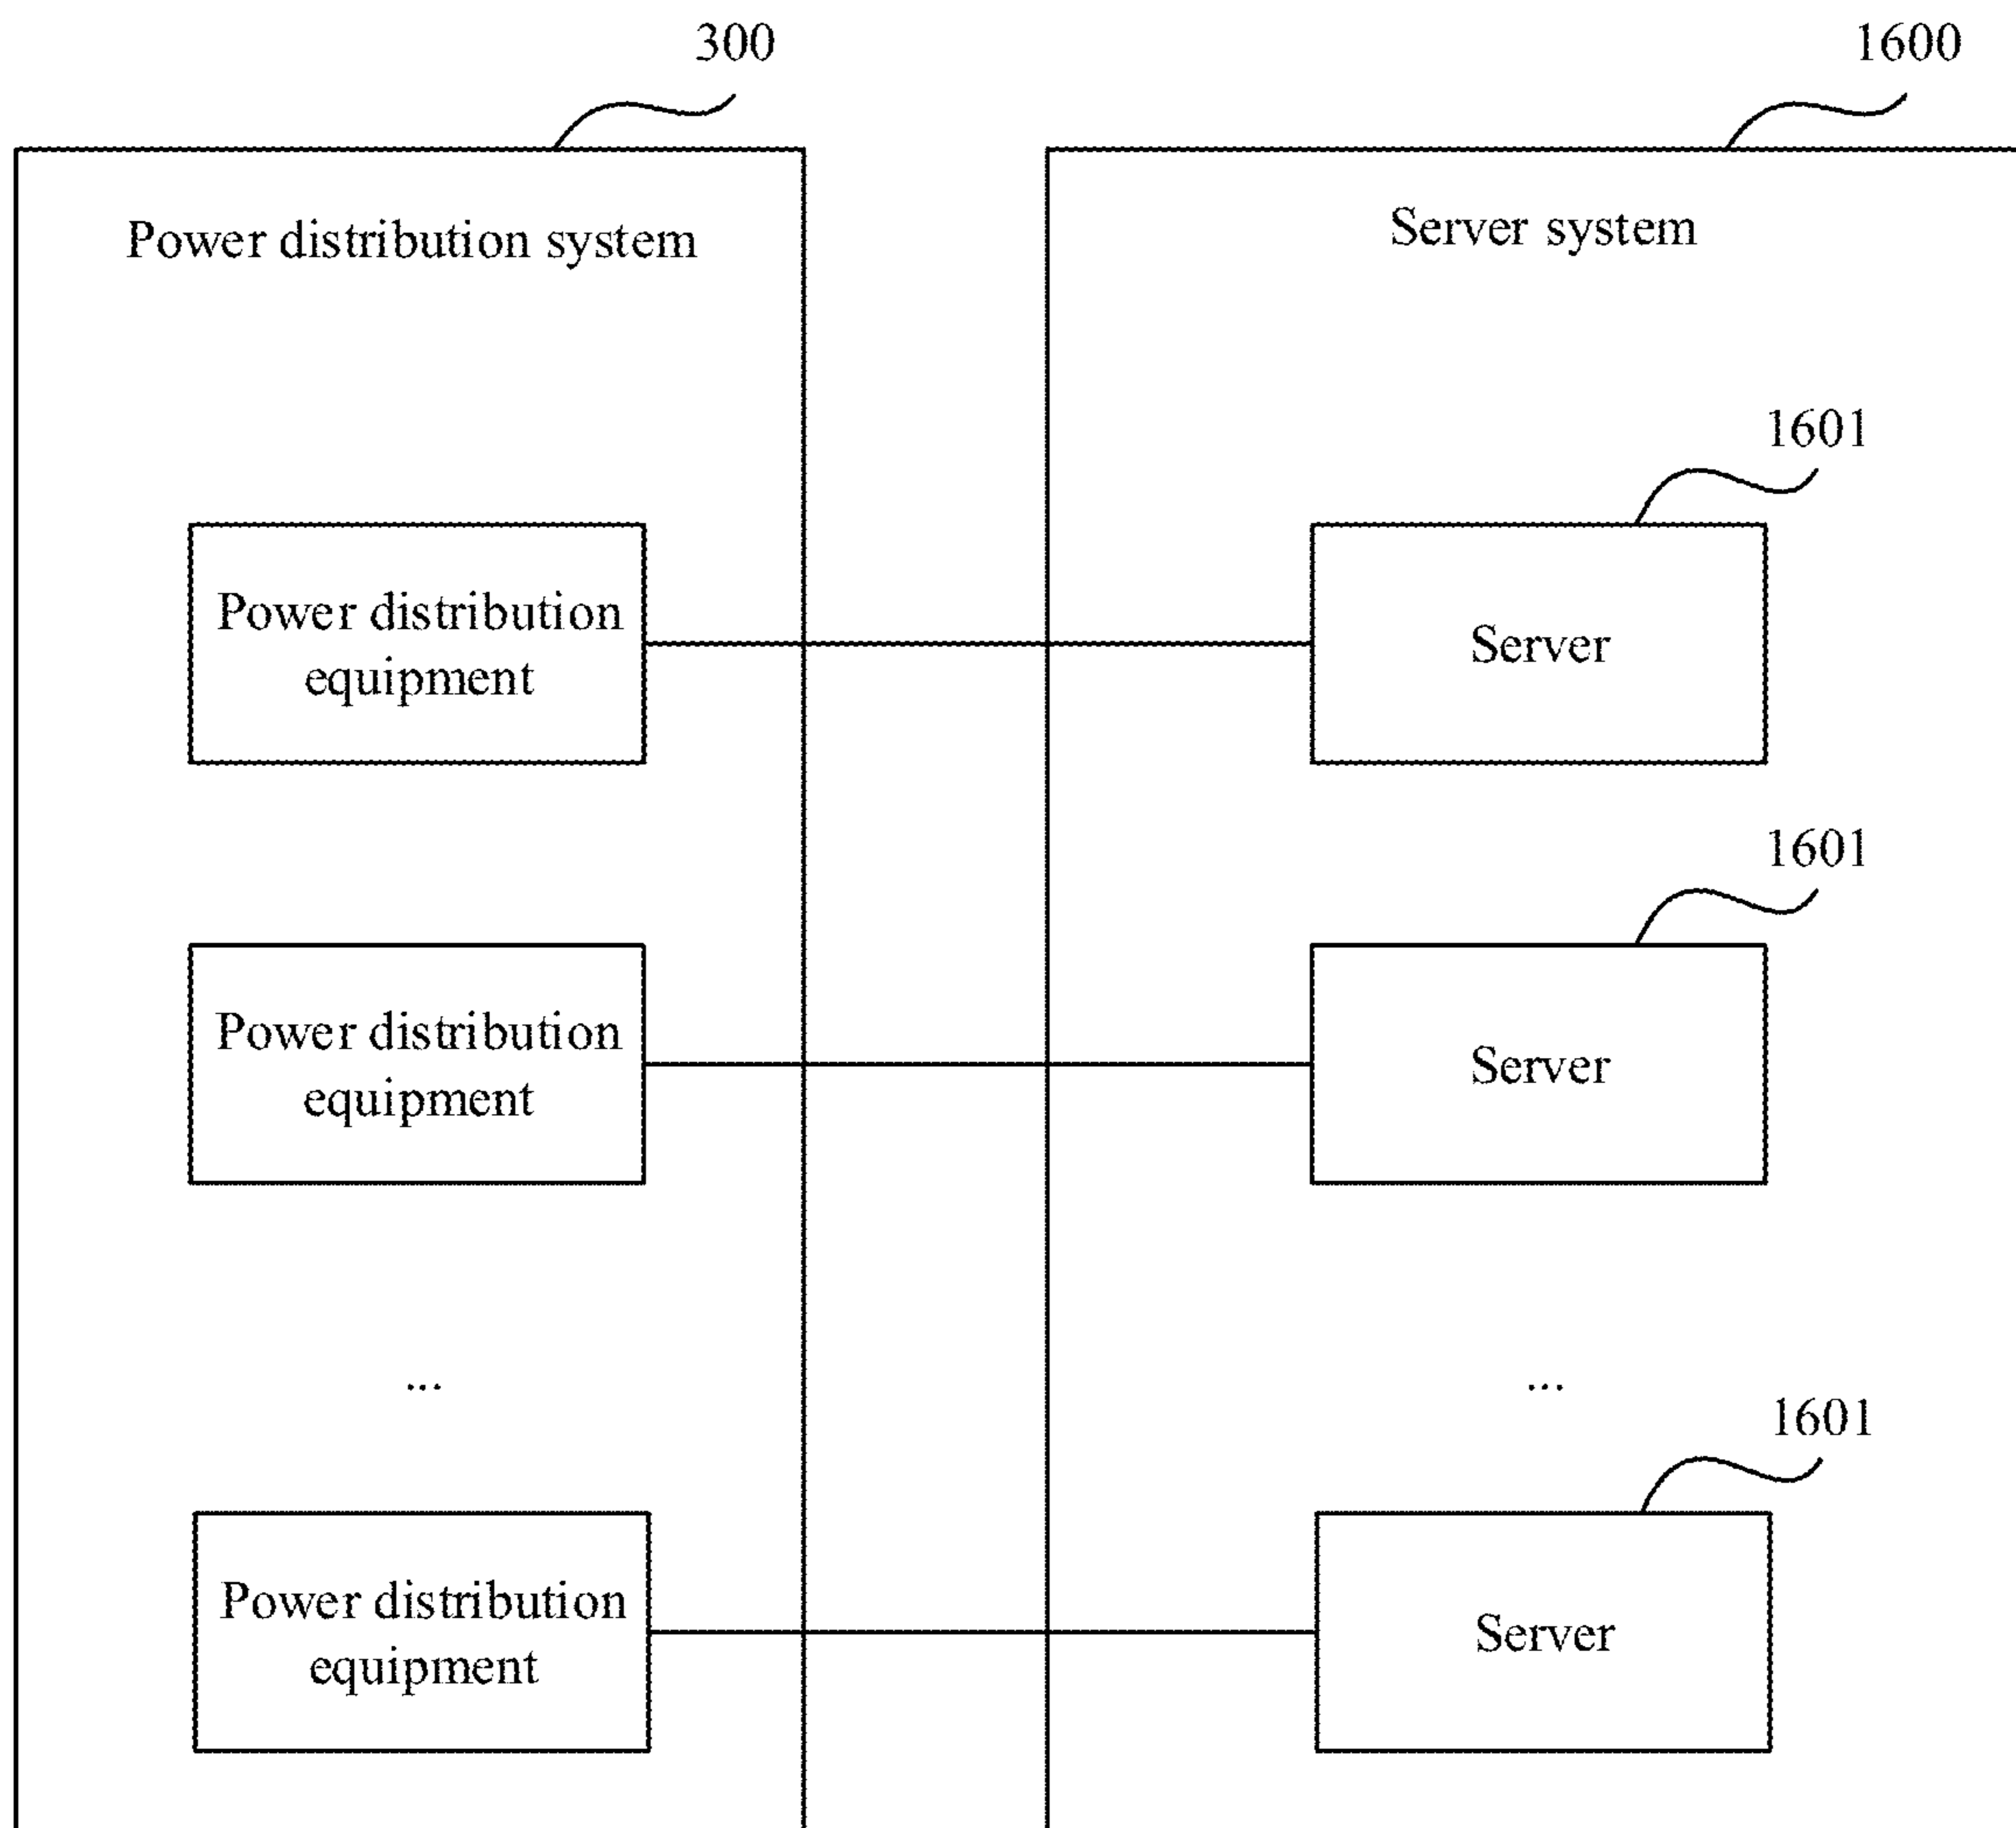 300
1600
Power distribution system
Server system
1601
Power distribution
equipment
Server
1601
Power distribution
equipment
Server
...
...
1601
Power distribution
equipment
Server